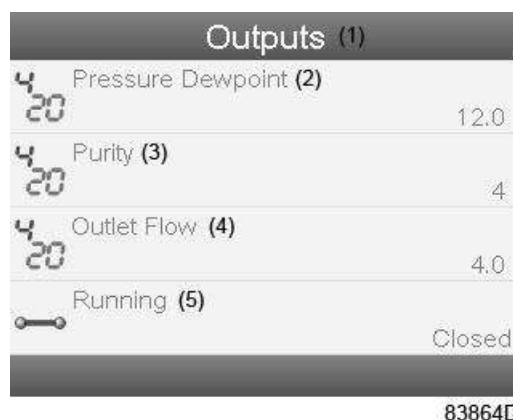 Outputs (1)
4
20
Pressure Dewpoint (2)
12.0
4
20
Purity (3)
4
4
20
Outlet Flow (4)
4.0
Running (5)
Closed
83864D